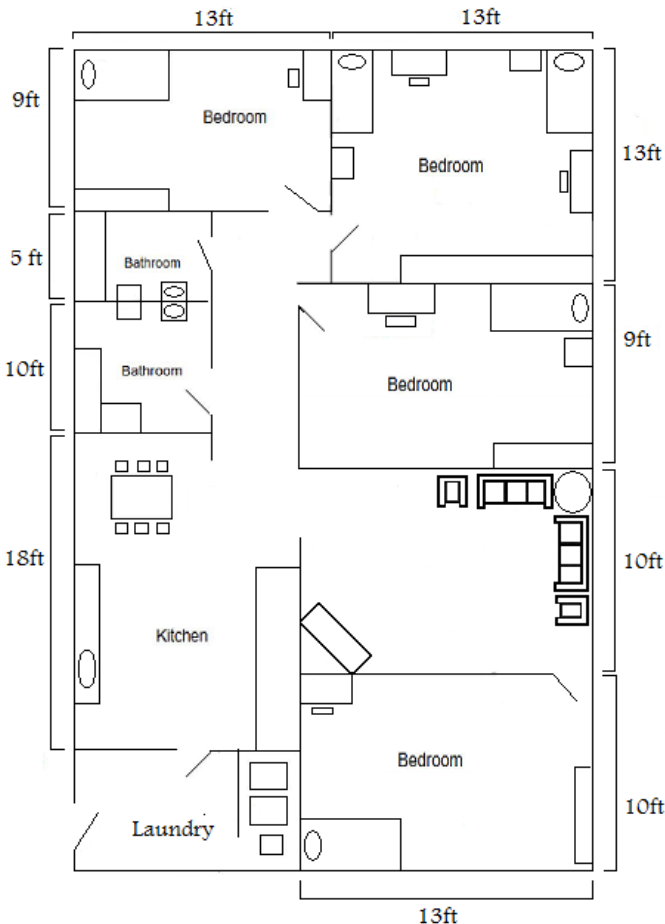 13ft
13ft
9ft
Bedroom
Bedroom
13ft
5 ft
Bathroom
10ft
Bathroom
Bedroom
9ft
18ft
Kitchen
10ft
Bedroom
Laundry
10ft
13ft